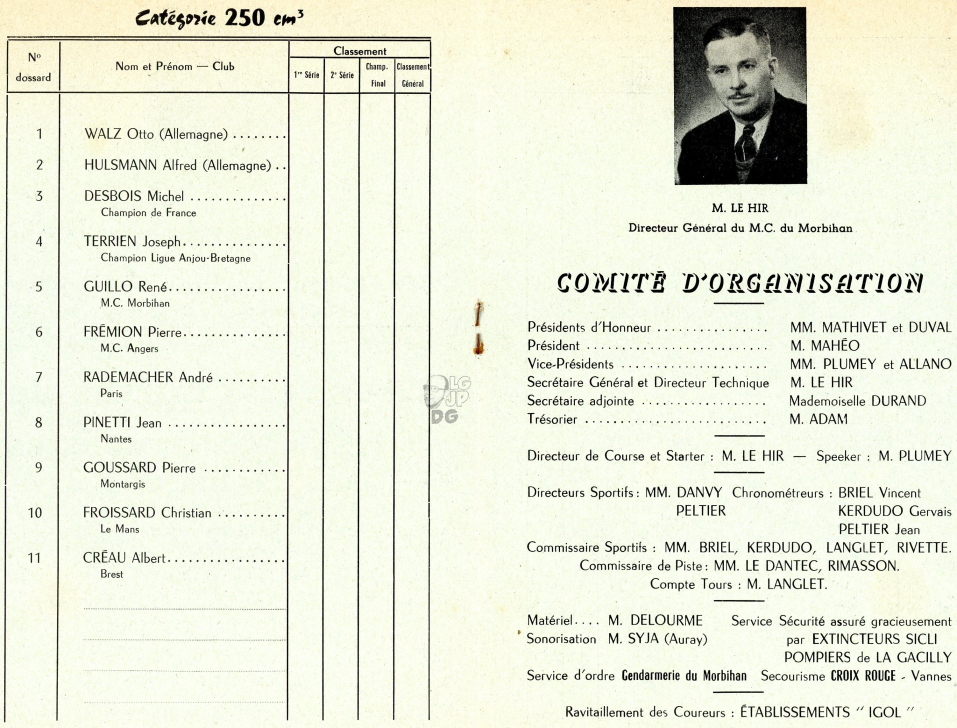 Catégorie 250 cm³
N° dossard
Nom et Prénom — Club
Classement
1re Série
2e Série
Champ. Final
Classement Général
1 WALZ Otto (Allemagne) ........
2 HULSMANN Alfred (Allemagne) ..
3 DESBOIS Michel ..............
Champion de France
4 TERRIEN Joseph...............
Champion Ligue Anjou-Bretagne
5 GUILLO René.................
M.C. Morbihan
6 FRÉMION Pierre...............
M.C. Angers
7 RADEMACHER André ..........
Paris
8 PINETTI Jean .................
Nantes
9 GOUSSARD Pierre ............
Montargis
10 FROISSARD Christian ..........
Le Mans
11 CRÉAU Albert.................
Brest
LG
JP
DG
M. LE HIR
Directeur Général du M.C. du Morbihan
COMITÉ D'ORGANISATION
Présidents d'Honneur ................ MM. MATHIVET et DUVAL
Président .......................... M. MAHÉO
Vice-Présidents ..................... MM. PLUMEY et ALLANO
Secrétaire Général et Directeur Technique M. LE HIR
Secrétaire adjointe .................. Mademoiselle DURAND
Trésorier .......................... M. ADAM
Directeur de Course et Starter : M. LE HIR — Speeker : M. PLUMEY
Directeurs Sportifs : MM. DANVY Chronométreurs : BRIEL Vincent
PELTIER KERDUDO Gervais
PELTIER Jean
Commissaire Sportifs : MM. BRIEL, KERDUDO, LANGLET, RIVETTE.
Commissaire de Piste : MM. LE DANTEC, RIMASSON.
Compte Tours : M. LANGLET.
Matériel.... M. DELOURME Service Sécurité assuré gracieusement
Sonorisation M. SYJA (Auray) par EXTINCTEURS SICLI
POMPIERS de LA GACILLY
Service d'ordre Gendarmerie du Morbihan Secourisme CROIX ROUGE - Vannes
Ravitaillement des Coureurs : ÉTABLISSEMENTS " IGOL "